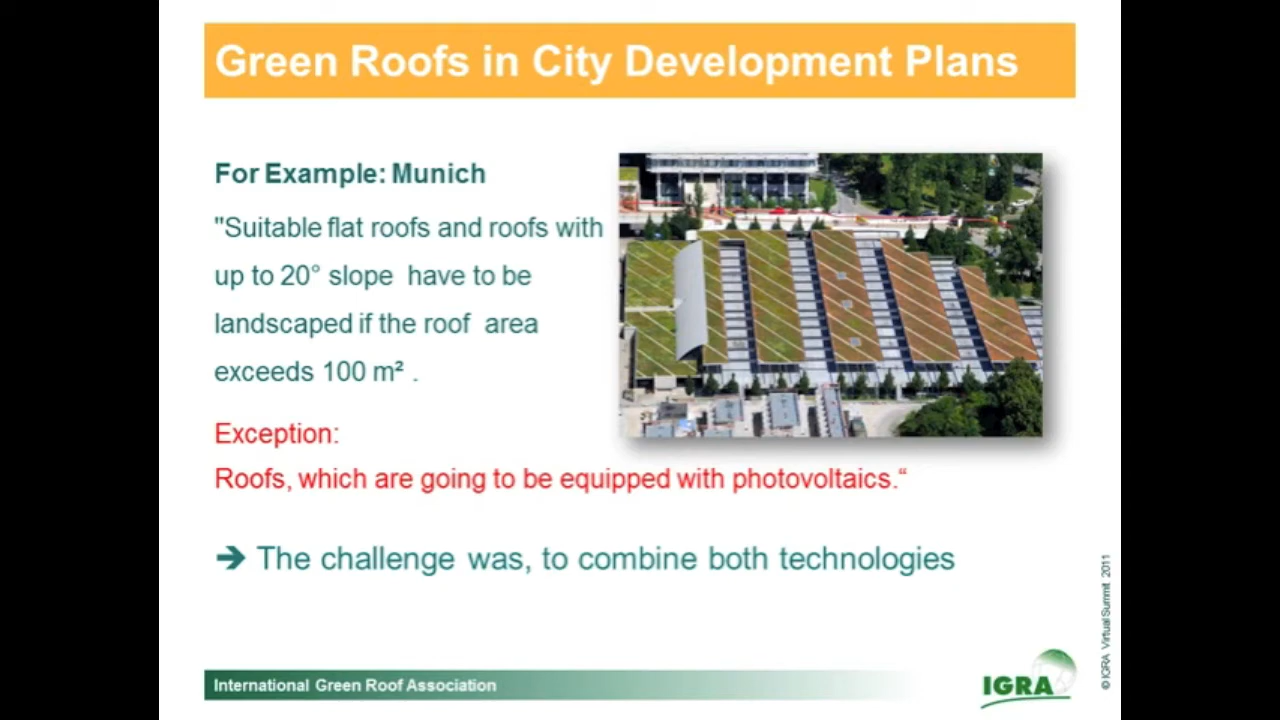 Green Roofs in City Development Plans
For Example: Munich
"Suitable flat roofs and roofs with
up to 20° slope have to be
landscaped if the roof area
exceeds 100 m² .
Exception:
Roofs, which are going to be equipped with photovoltaics.“
➔ The challenge was, to combine both technologies
International Green Roof Association
IGRA
© IGRA Virtual Summit 2011